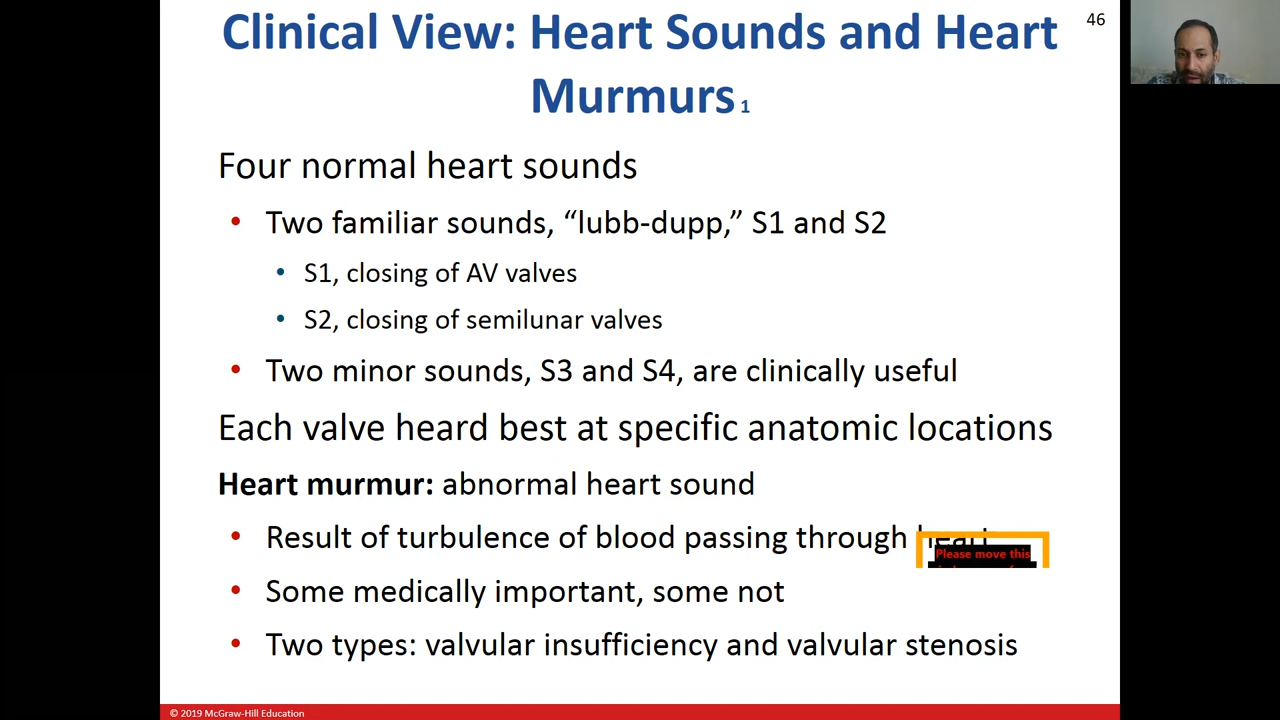 46
Clinical View: Heart Sounds and Heart
Murmurs 1
Four normal heart sounds
• Two familiar sounds, “lubb-dupp,” S1 and S2
• S1, closing of AV valves
• S2, closing of semilunar valves
• Two minor sounds, S3 and S4, are clinically useful
Each valve heard best at specific anatomic locations
Heart murmur: abnormal heart sound
• Result of turbulence of blood passing through heart
Please move this
• Some medically important, some not
• Two types: valvular insufficiency and valvular stenosis
© 2019 McGraw-Hill Education